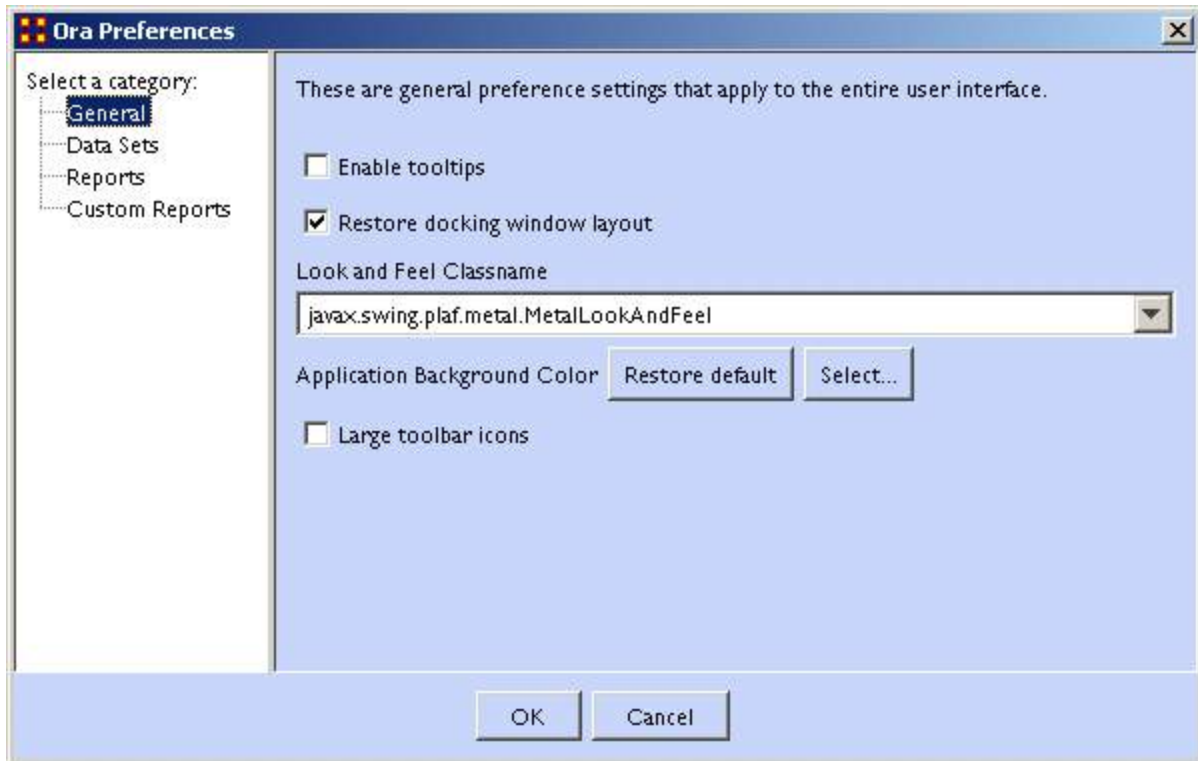 Ora Preferences
Select a category:
General
Data Sets
Reports
Custom Reports
These are general preference settings that apply to the entire user interface.
Enable tooltips
Restore docking window layout
Look and Feel Classname
javax.swing.plaf.metal.MetalLookAndFeel
Application Background Color Restore default Select...
Large toolbar icons
OK Cancel